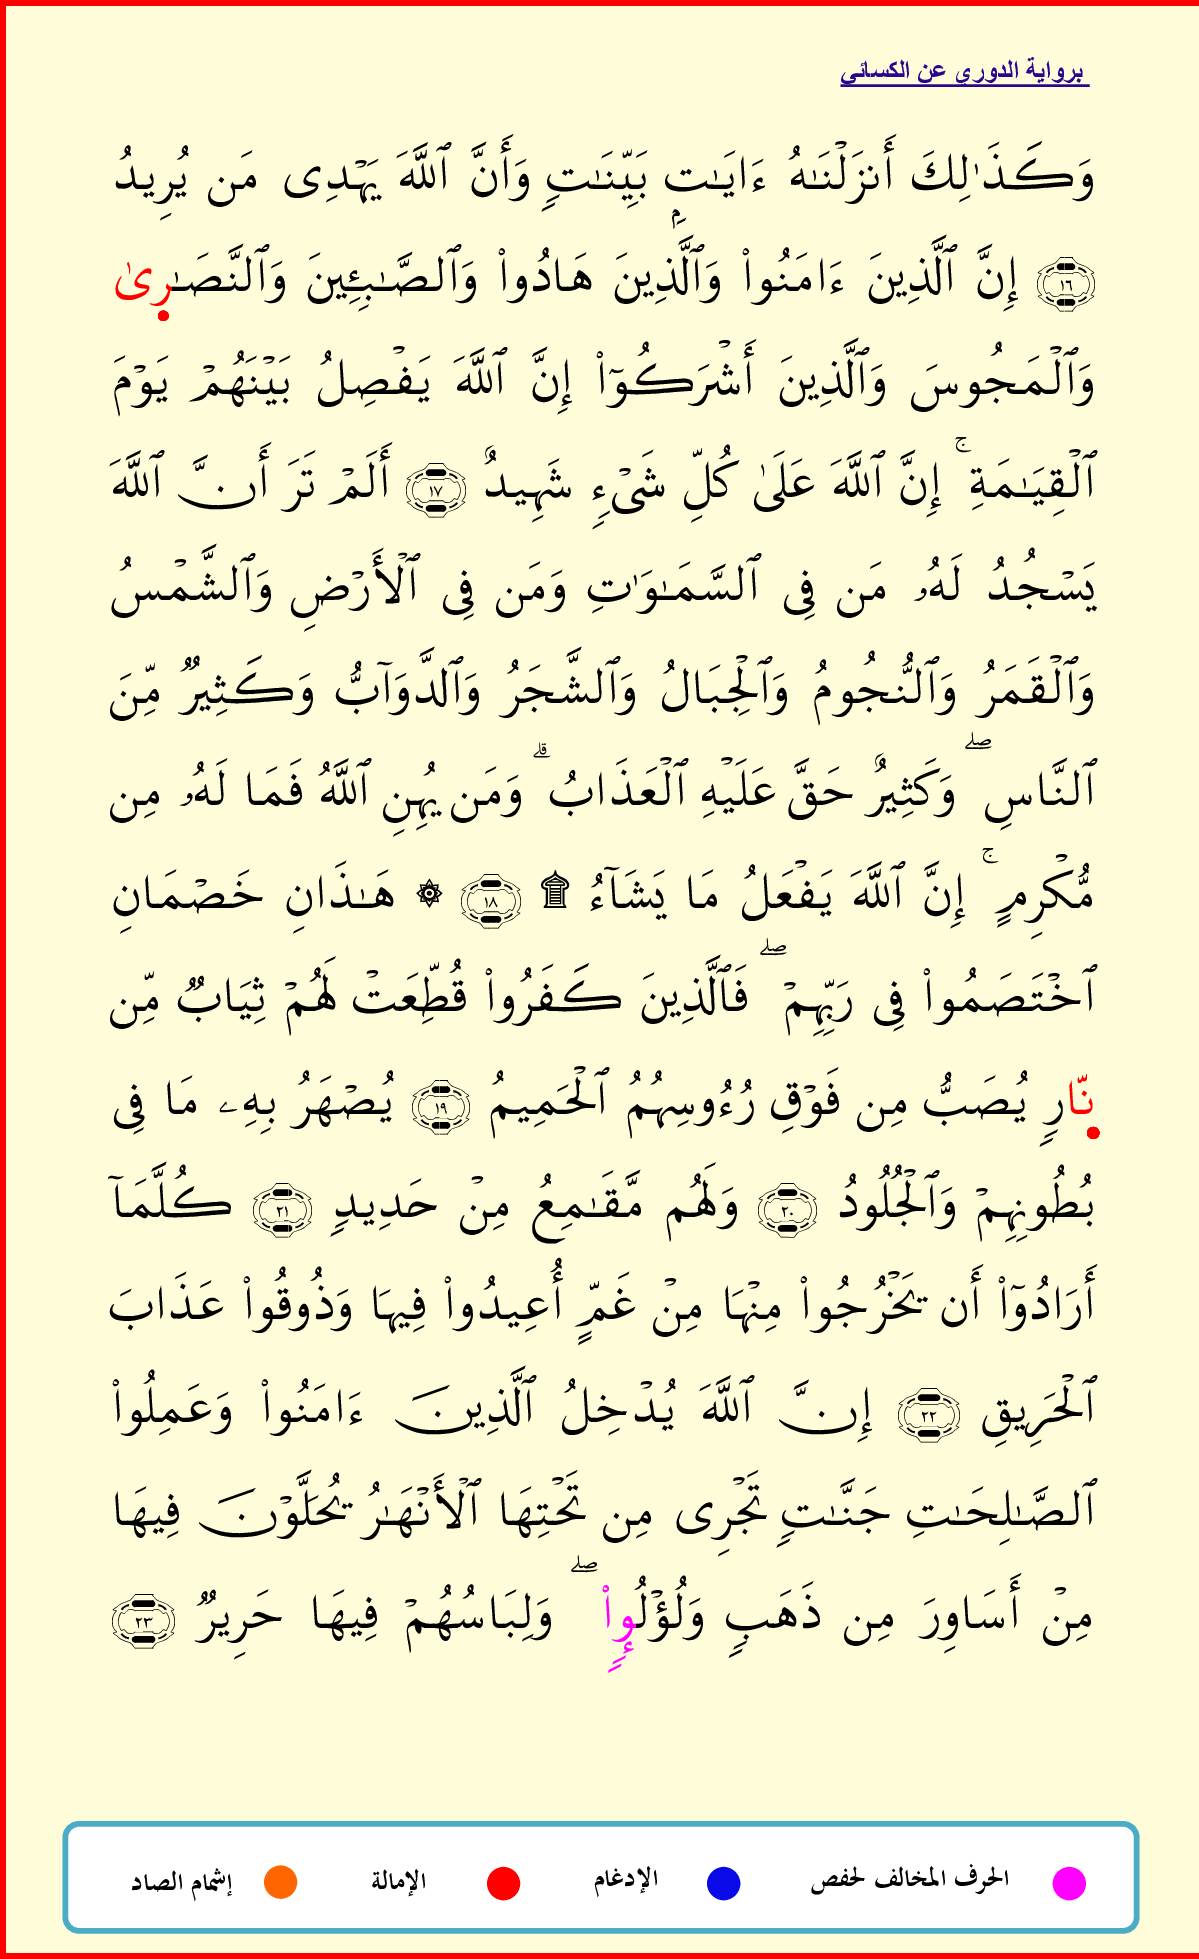 برواية الدوري عن الكسائي
وَكَذَٰلِكَ أَنزَلْنَٰهُ ءَايَٰتٍۭ بَيِّنَٰتٍ وَأَنَّ ٱللَّهَ يَهْدِى مَن يُرِيدُ
١٦ إِنَّ ٱلَّذِينَ ءَامَنُوا۟ وَٱلَّذِينَ هَادُوا۟ وَٱلصَّٰبِـِٔينَ وَٱلنَّصَٰرِىٰ
وَٱلْمَجُوسَ وَٱلَّذِينَ أَشْرَكُوٓا۟ إِنَّ ٱللَّهَ يَفْصِلُ بَيْنَهُمْ يَوْمَ
ٱلْقِيَٰمَةِ ۚ إِنَّ ٱللَّهَ عَلَىٰ كُلِّ شَىْءٍ شَهِيدٌ ١٧ أَلَمْ تَرَ أَنَّ ٱللَّهَ
يَسْجُدُ لَهُۥ مَن فِى ٱلسَّمَٰوَٰتِ وَمَن فِى ٱلْأَرْضِ وَٱلشَّمْسُ
وَٱلْقَمَرُ وَٱلنُّجُومُ وَٱلْجِبَالُ وَٱلشَّجَرُ وَٱلدَّوَآبُّ وَكَثِيرٌ مِّنَ
ٱلنَّاسِ ۖ وَكَثِيرٌ حَقَّ عَلَيْهِ ٱلْعَذَابُ ۗ وَمَن يُهِنِ ٱللَّهُ فَمَا لَهُۥ مِن
مُّكْرِمٍ ۚ إِنَّ ٱللَّهَ يَفْعَلُ مَا يَشَآءُ ۩ ١٨ ۞ هَٰذَانِ خَصْمَانِ
ٱخْتَصَمُوا۟ فِى رَبِّهِمْ ۖ فَٱلَّذِينَ كَفَرُوا۟ قُطِّعَتْ لَهُمْ ثِيَابٌ مِّن
نَّارٍ يُصَبُّ مِن فَوْقِ رُءُوسِهُمُ ٱلْحَمِيمُ ١٩ يُصْهَرُ بِهِۦ مَا فِى
بُطُونِهِمْ وَٱلْجُلُودُ ٢٠ وَلَهُم مَّقَٰمِعُ مِنْ حَدِيدٍ ٢١ كُلَّمَآ
أَرَادُوٓا۟ أَن يَخْرُجُوا۟ مِنْهَا مِنْ غَمٍّ أُعِيدُوا۟ فِيهَا وَذُوقُوا۟ عَذَابَ
ٱلْحَرِيقِ ٢٢ إِنَّ ٱللَّهَ يُدْخِلُ ٱلَّذِينَ ءَامَنُوا۟ وَعَمِلُوا۟
ٱلصَّٰلِحَٰتِ جَنَّٰتٍ تَجْرِى مِن تَحْتِهَا ٱلْأَنْهَٰرُ يُحَلَّوْنَ فِيهَا
مِنْ أَسَاوِرَ مِن ذَهَبٍ وَلُؤْلُوإٍا۟ ۖ وَلِبَاسُهُمْ فِيهَا حَرِيرٌ ٢٣
الحرف المخالف لحفص الإدغام الإمالة إشمام الصاد